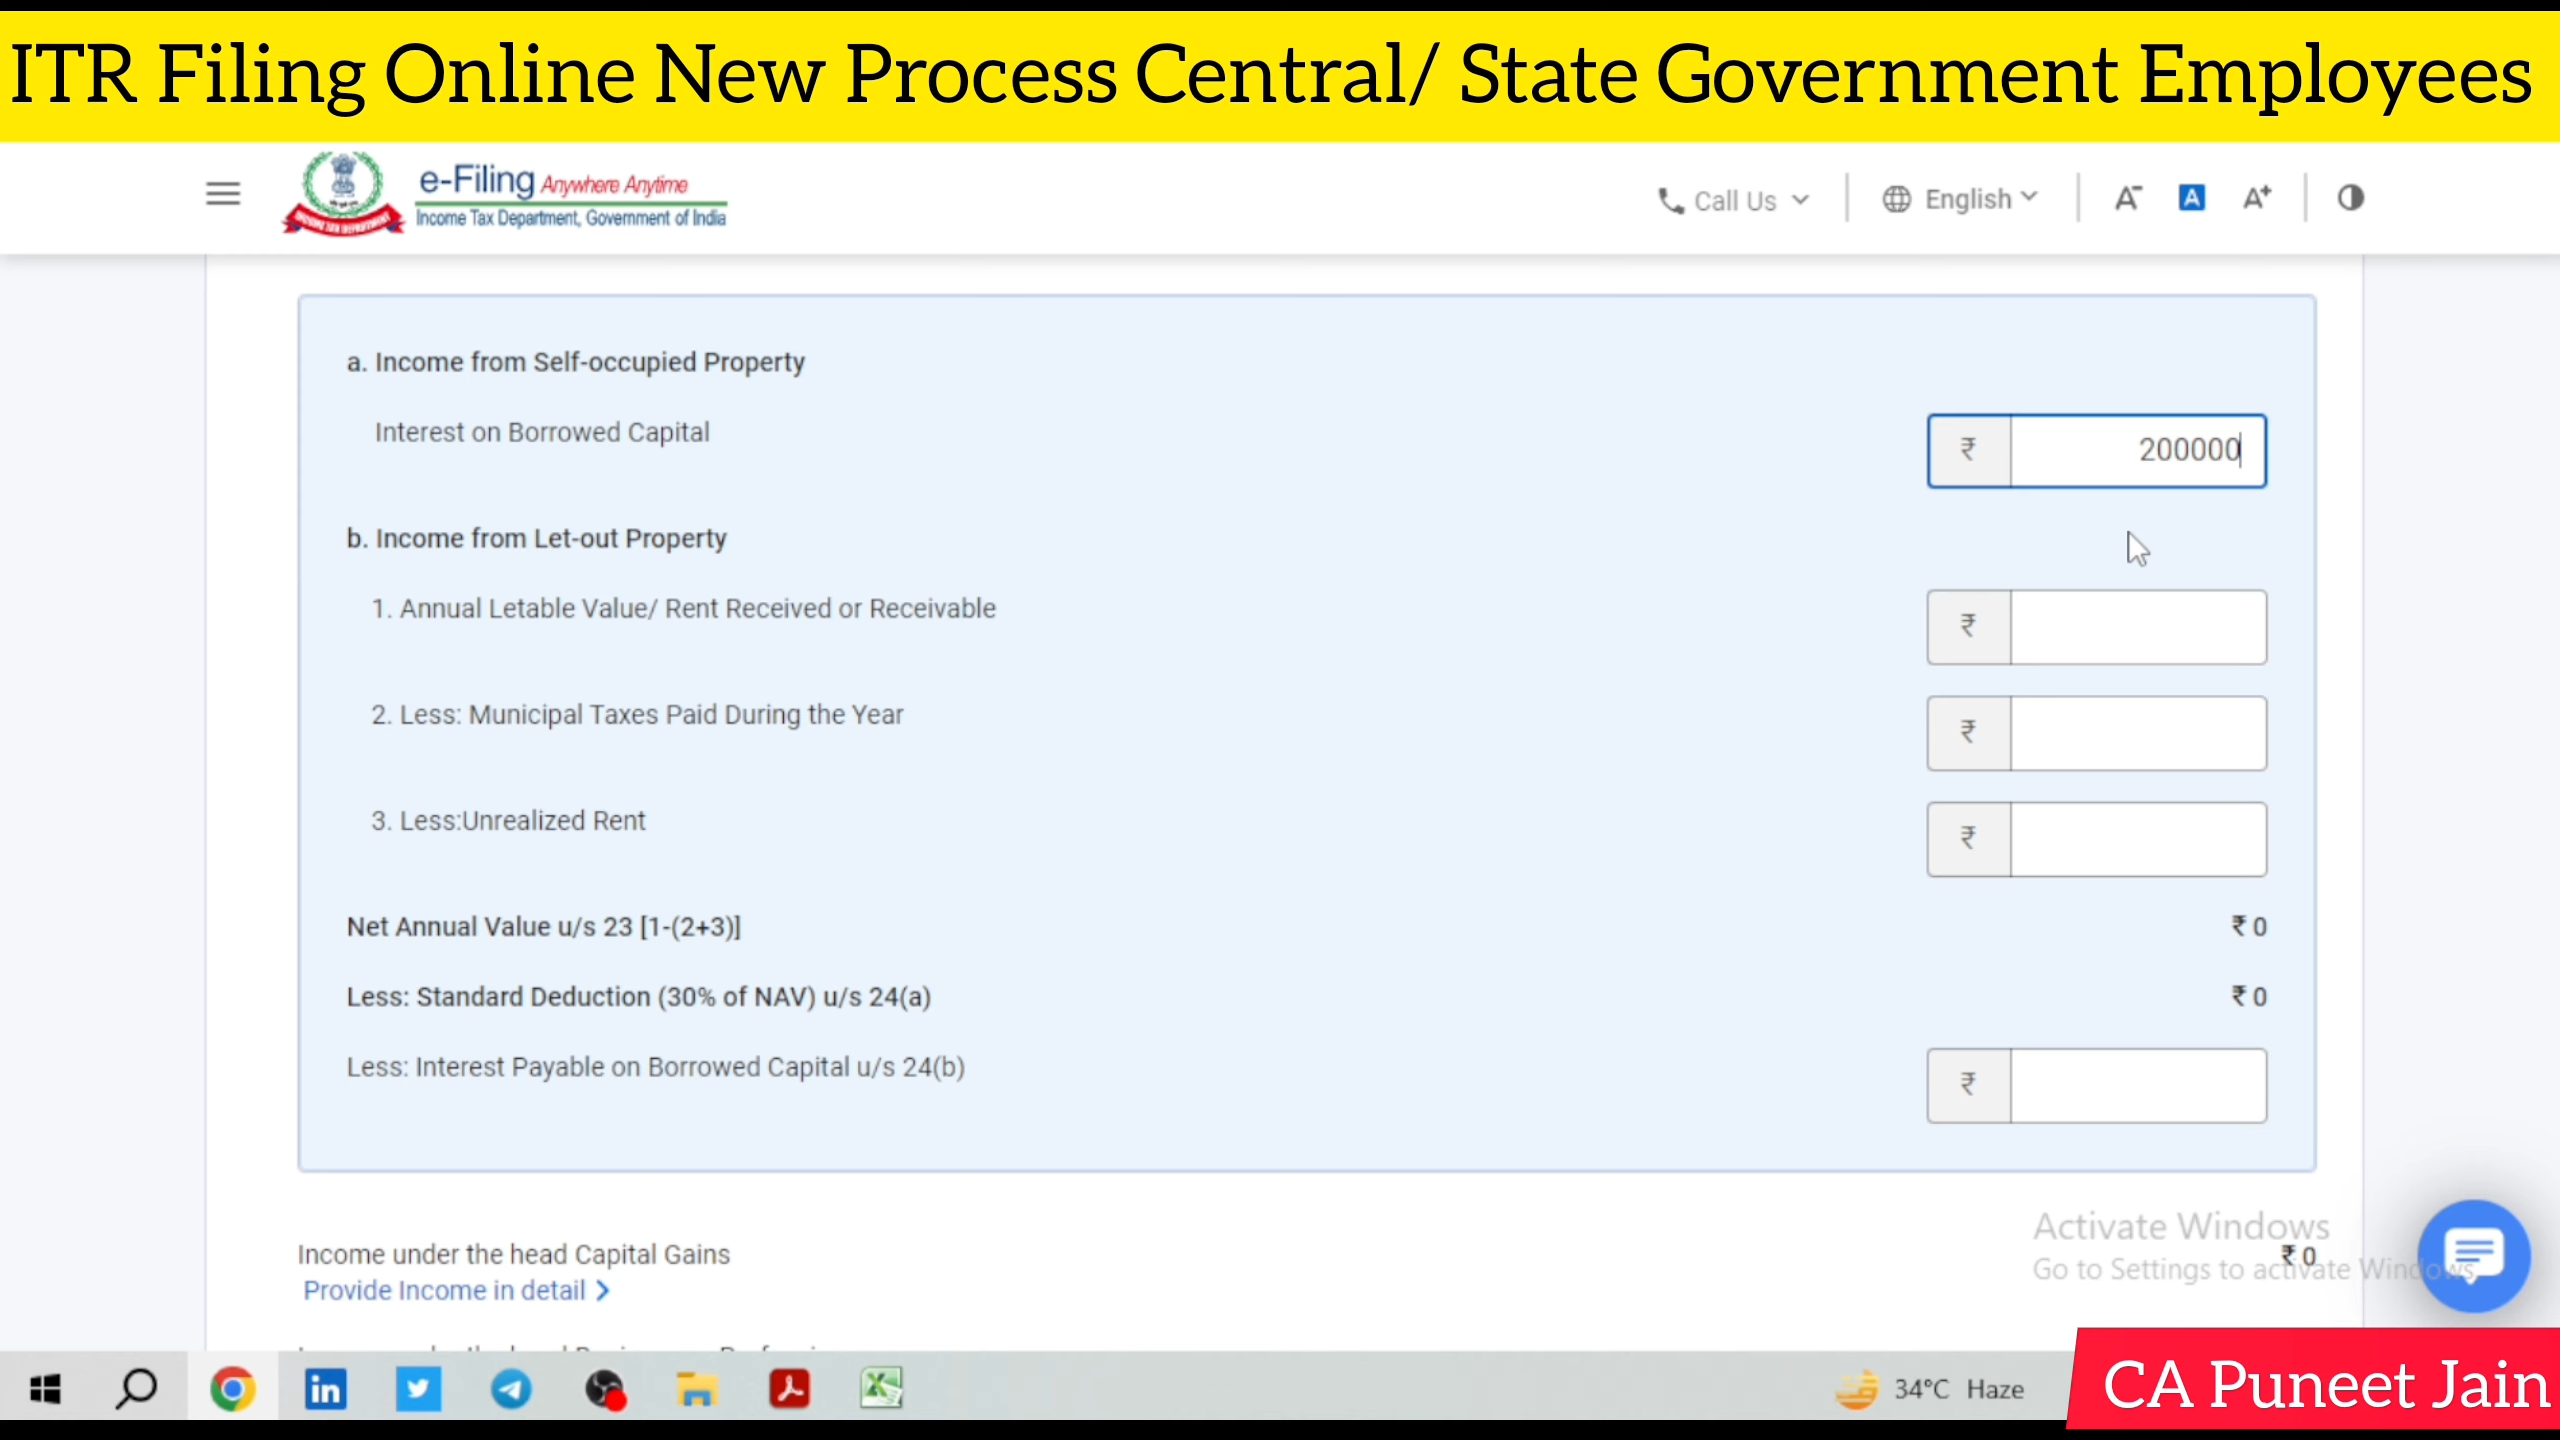 ITR Filing Online New Process Central/ State Government Employees
e-Filing Anywhere Anytime
Income Tax Department, Government of India
INCOME TAX DEPARTMENT
Call Us
English
A-
A
A+
a. Income from Self-occupied Property
Interest on Borrowed Capital
₹ 200000
b. Income from Let-out Property
1. Annual Letable Value/ Rent Received or Receivable
₹
2. Less: Municipal Taxes Paid During the Year
₹
3. Less:Unrealized Rent
₹
Net Annual Value u/s 23 [1-(2+3)]
₹ 0
Less: Standard Deduction (30% of NAV) u/s 24(a)
₹ 0
Less: Interest Payable on Borrowed Capital u/s 24(b)
₹
Activate Windows
Income under the head Capital Gains
₹ 0
Go to Settings to activate Windows.
Provide Income in detail >
in
34°C Haze
CA Puneet Jain